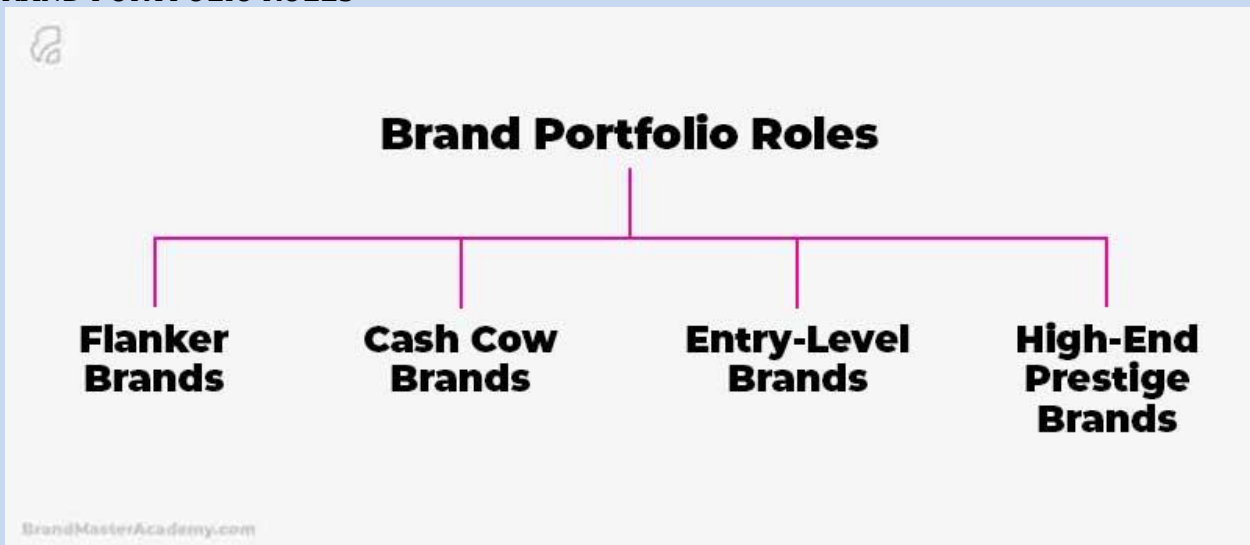 Brand Portfolio Roles
Flanker
Brands
Cash Cow
Brands
Entry-Level
Brands
High-End
Prestige
Brands
BrandMasterAcademy.com